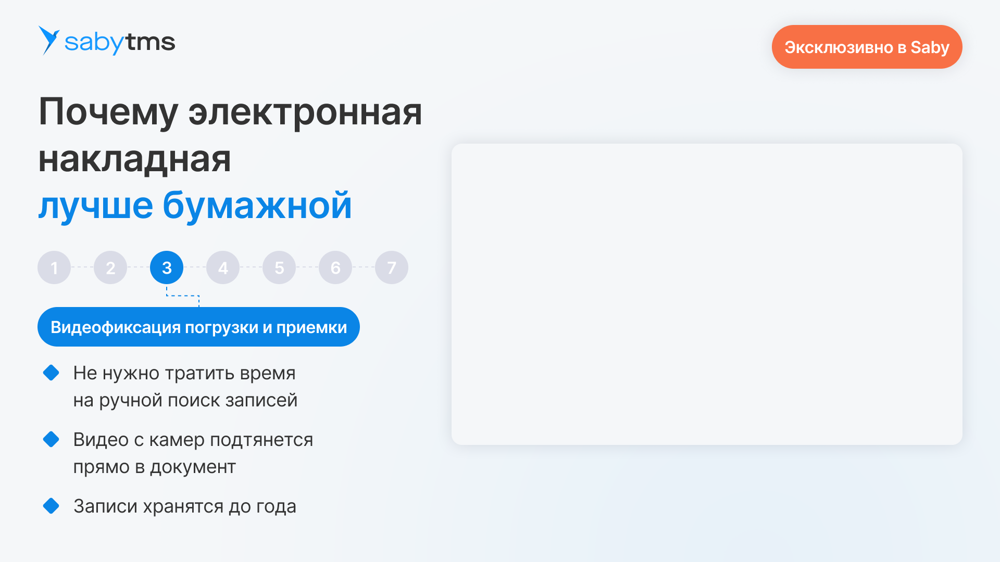 sabytms
Эксклюзивно в Saby
Почему электронная
накладная
лучше бумажной
1 2 3 4 5 6 7
Видеофиксация погрузки и приемки
Не нужно тратить время
на ручной поиск записей
Видео с камер подтянется
прямо в документ
Записи хранятся до года